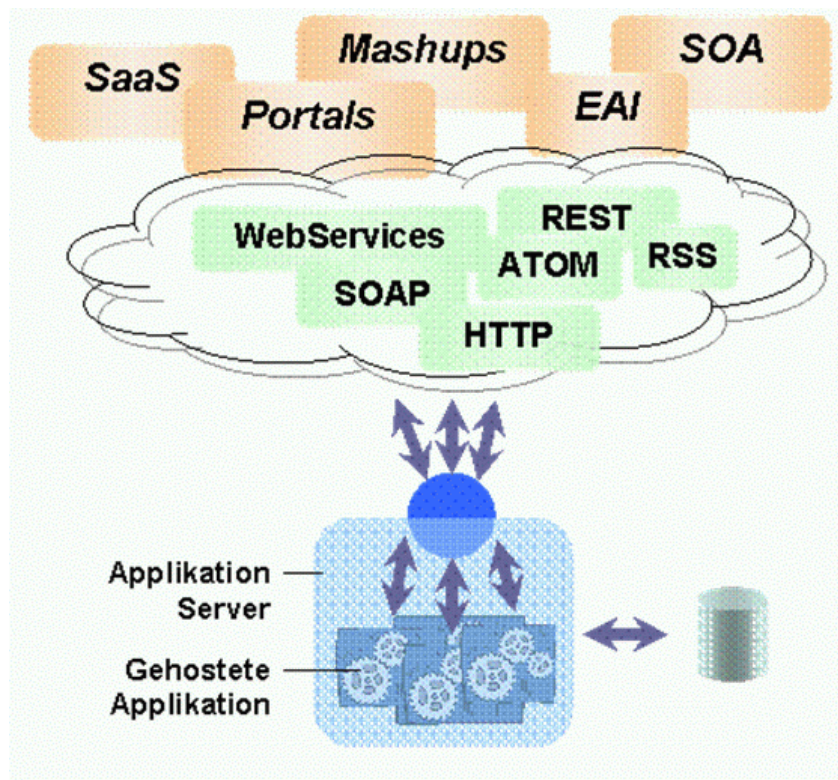 SaaS
Mashups
SOA
Portals
EAI
WebServices
REST
ATOM
RSS
SOAP
HTTP
Applikation
Server
Gehostete
Applikation